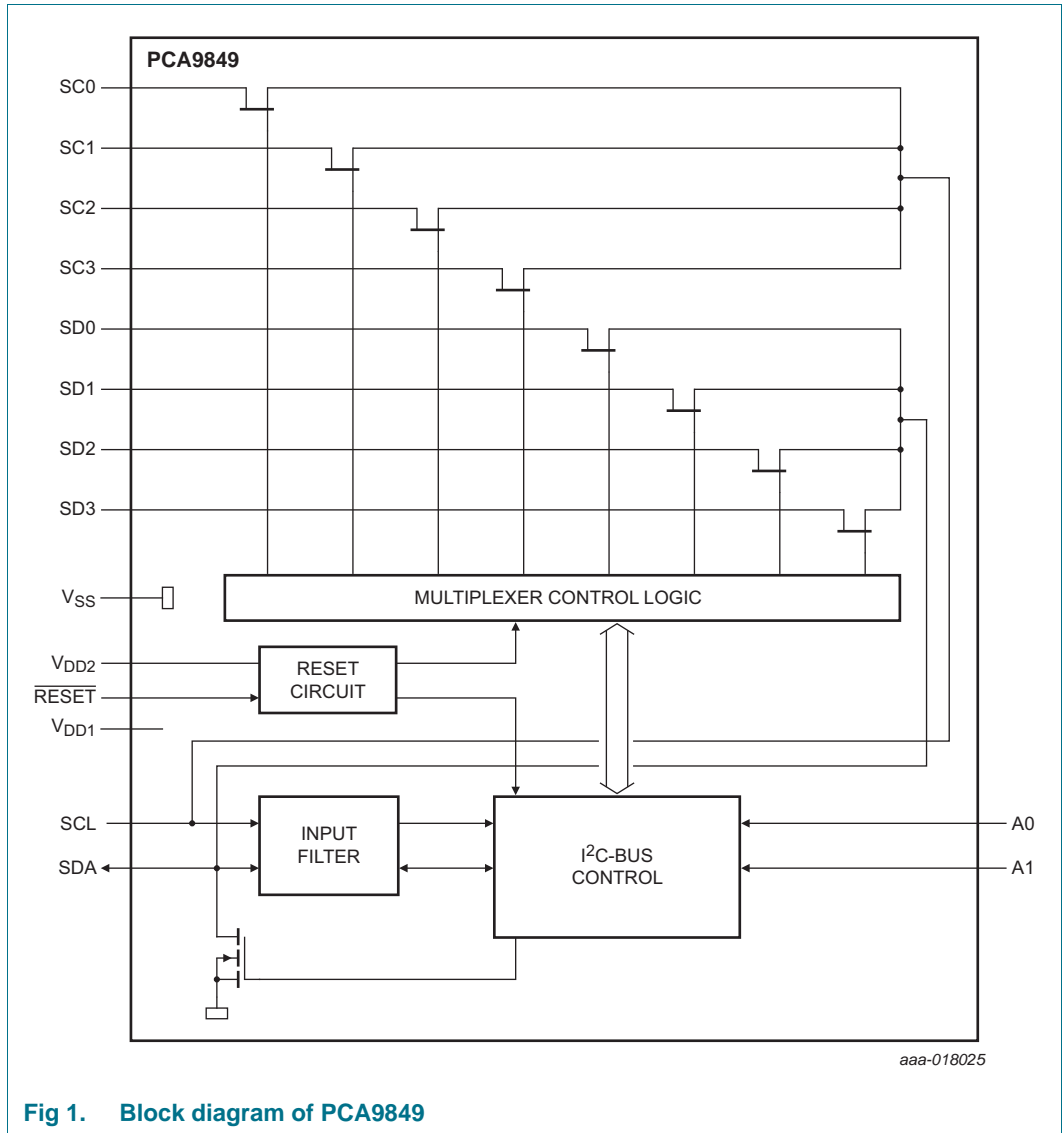 PCA9849
SC0
SC1
SC2
SC3
SD0
SD1
SD2
SD3
VSS
MULTIPLEXER CONTROL LOGIC
VDD2
RESET
CIRCUIT
RESET
VDD1
SCL
INPUT
FILTER
SDA
I2C-BUS
CONTROL
A0
A1
aaa-018025
Fig 1. Block diagram of PCA9849